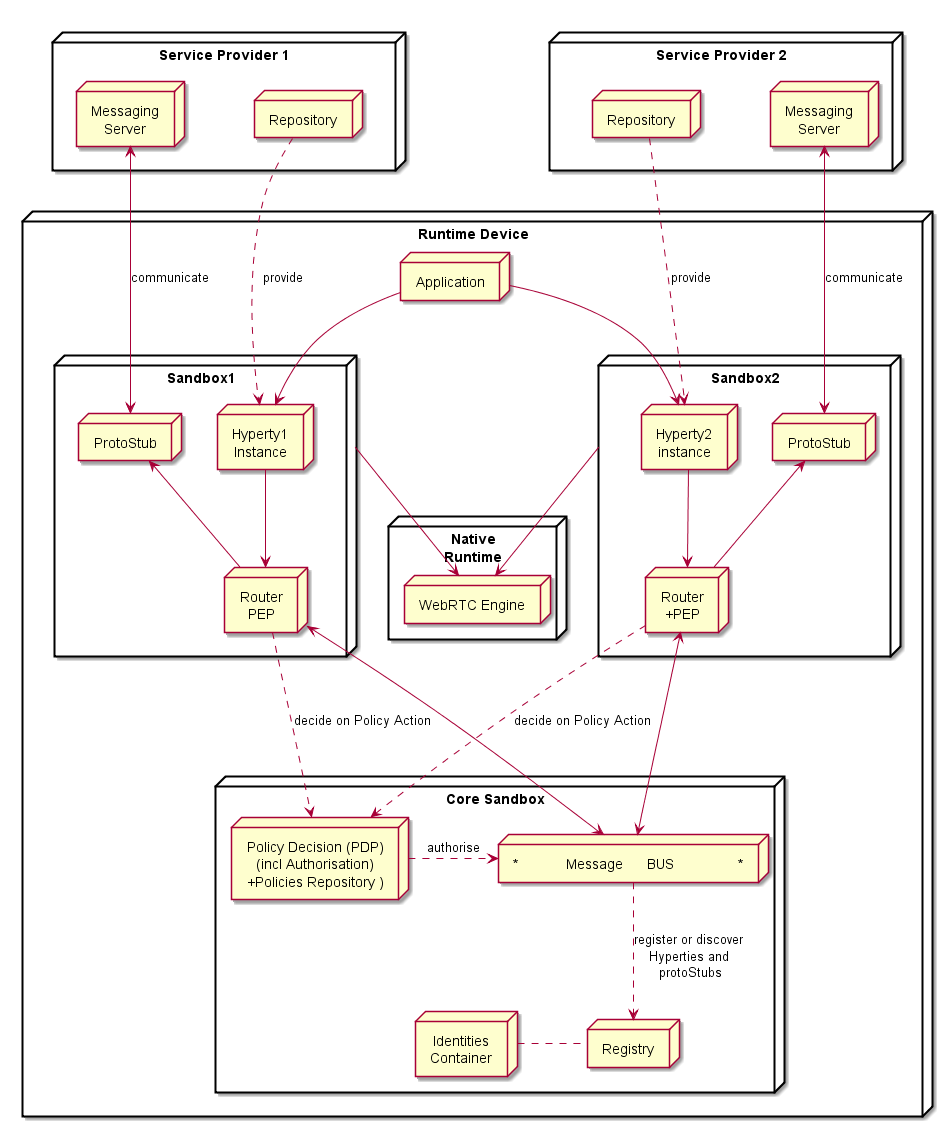 Service Provider 1
Service Provider 2
Messaging
Server
Repository
Repository
Messaging
Server
Runtime Device
communicate
provide
Application
provide
communicate
Sandbox1
Sandbox2
ProtoStub
Hyperty1
Instance
Hyperty2
instance
ProtoStub
Native
Runtime
WebRTC Engine
Router
PEP
Router
+PEP
decide on Policy Action
decide on Policy Action
Core Sandbox
Policy Decision (PDP)
(incl Authorisation)
+Policies Repository )
authorise
* Message BUS *
register or discover
Hyperties and
protoStubs
Identities
Container
Registry